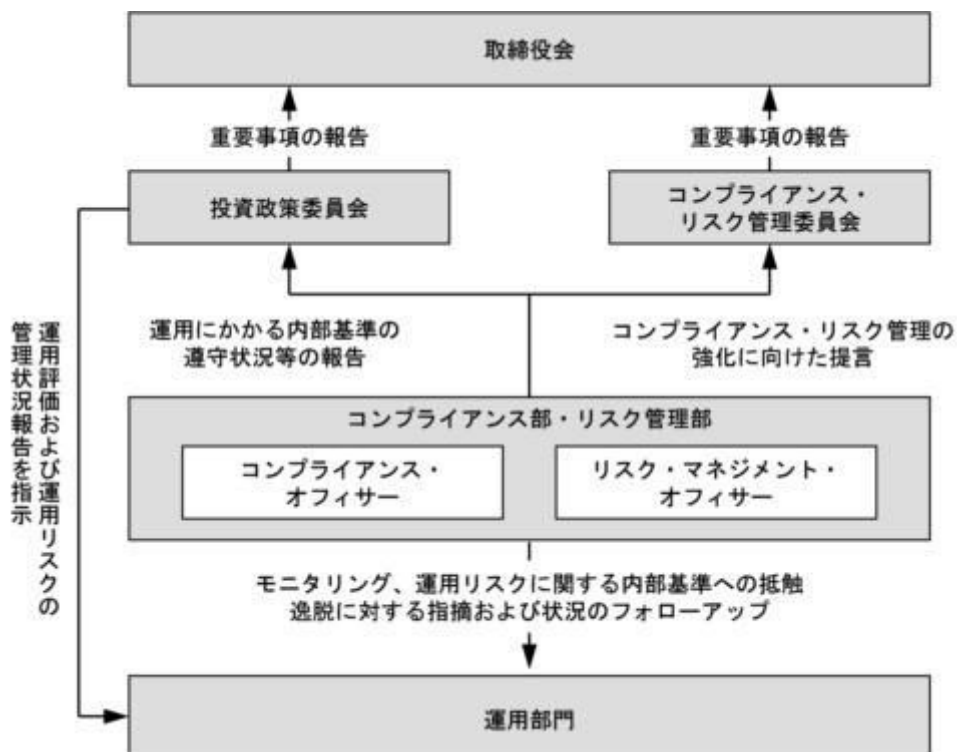 取締役会
重要事項の報告
重要事項の報告
投資政策委員会
コンプライアンス・
リスク管理委員会
運用にかかる内部基準の
遵守状況等の報告
コンプライアンス・リスク管理の
強化に向けた提言
運用評価および運用リスクの
管理状況報告を指示
コンプライアンス部・リスク管理部
コンプライアンス・
オフィサー
リスク・マネジメント・
オフィサー
モニタリング、運用リスクに関する内部基準への抵触
逸脱に対する指摘および状況のフォローアップ
運用部門